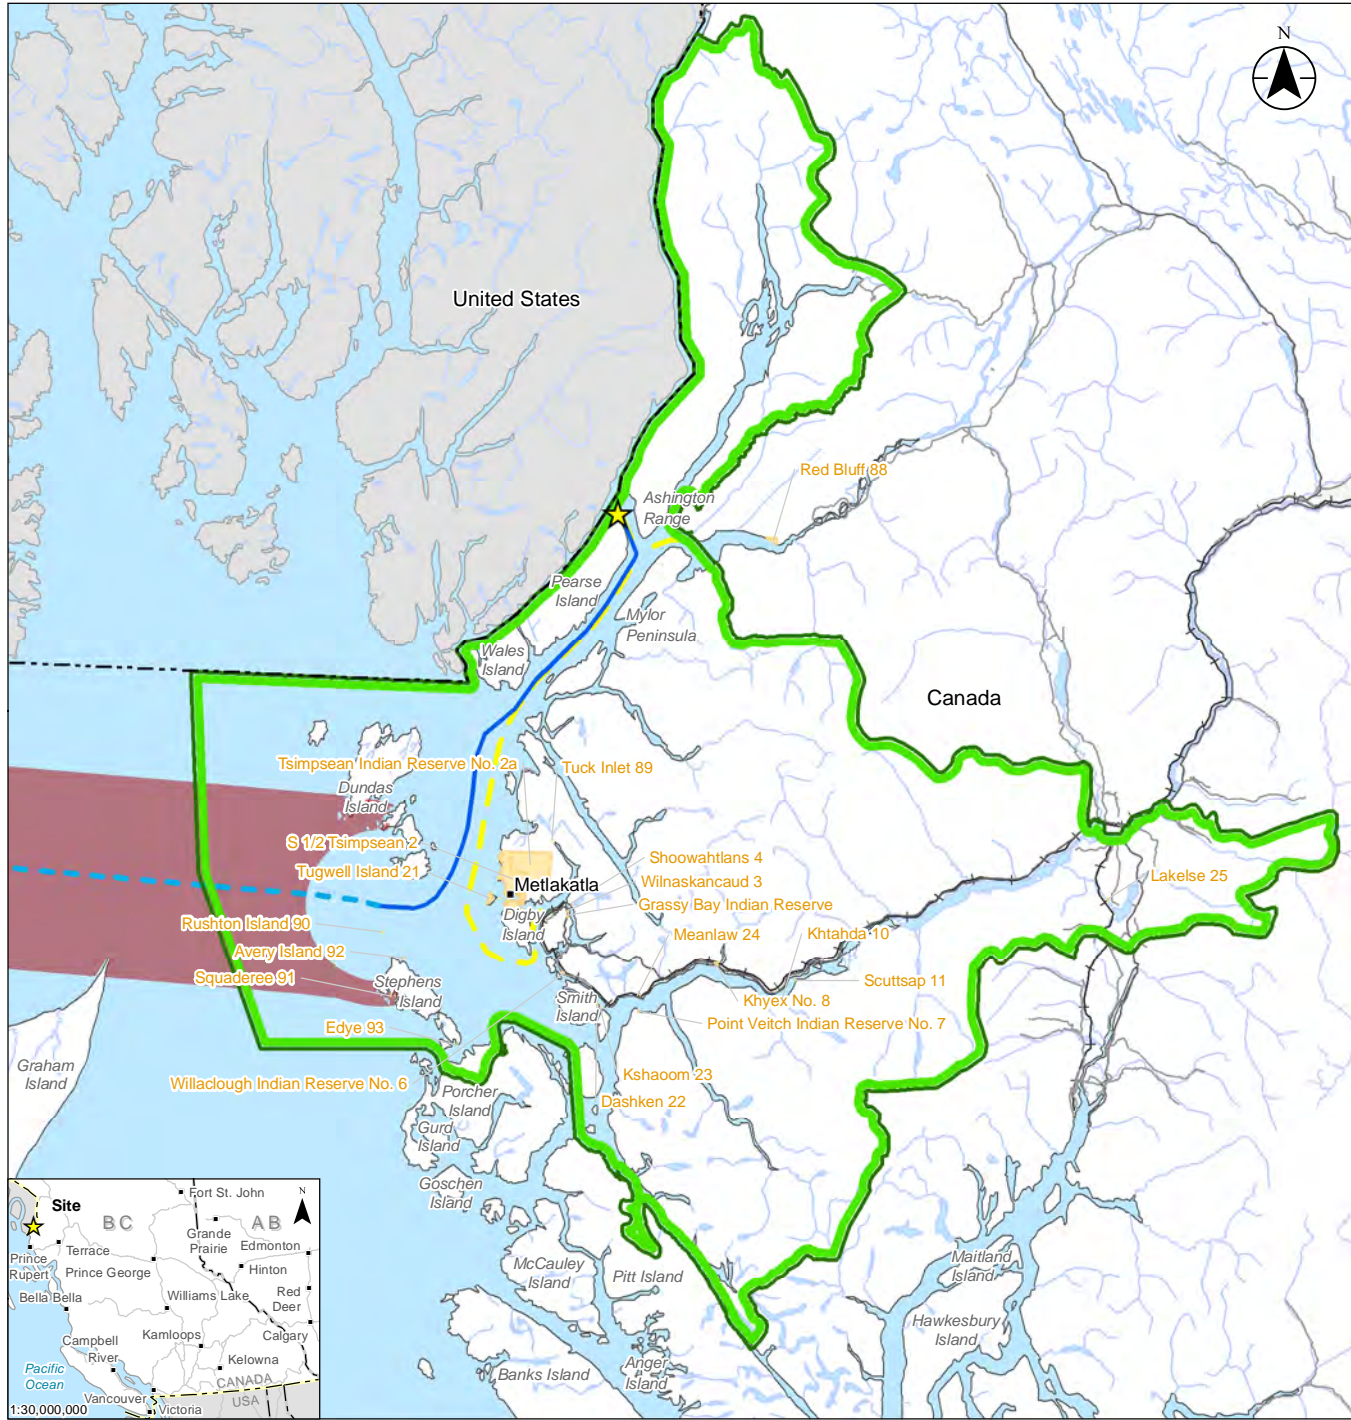 N
United States
Red Bluff 88
Ashington
Range
Pearse
Island
Mylor
Peninsula
Wales
Island
Canada
Tsimpsean Indian Reserve No. 2a
Tuck Inlet 89
Dundas
Island
S 1/2 Tsimpsean 2
Shoowahtlans 4
Tugwell Island 21
Metlakatla
Wilnaskancaud 3
Lakelse 25
Grassy Bay Indian Reserve
Digby
Island
Rushton Island 90
Meanlaw 24
Khtahda 10
Avery Island 92
Squaderee 91
Stephens
Island
Scuttsap 11
Smith
Island
Khyex No. 8
Edye 93
Point Veitch Indian Reserve No. 7
Graham
Island
Willaclough Indian Reserve No. 6
Kshaoom 23
Porcher
Island
Dashken 22
Gurd
Island
Goschen
Island
McCauley
Island
Pitt Island
Maitland
Island
Hawkesbury
Island
Banks Island
Anger
Island
Site
N
Fort St. John
BC
AB
Grande
Prairie
Edmonton
Terrace
Prince
Rupert
Prince George
Hinton
Bella Bella
Williams Lake
Red
Deer
Campbell
River
Kamloops
Calgary
Kelowna
Pacific
Ocean
CANADA
USA
Vancouver
Victoria
1:30,000,000